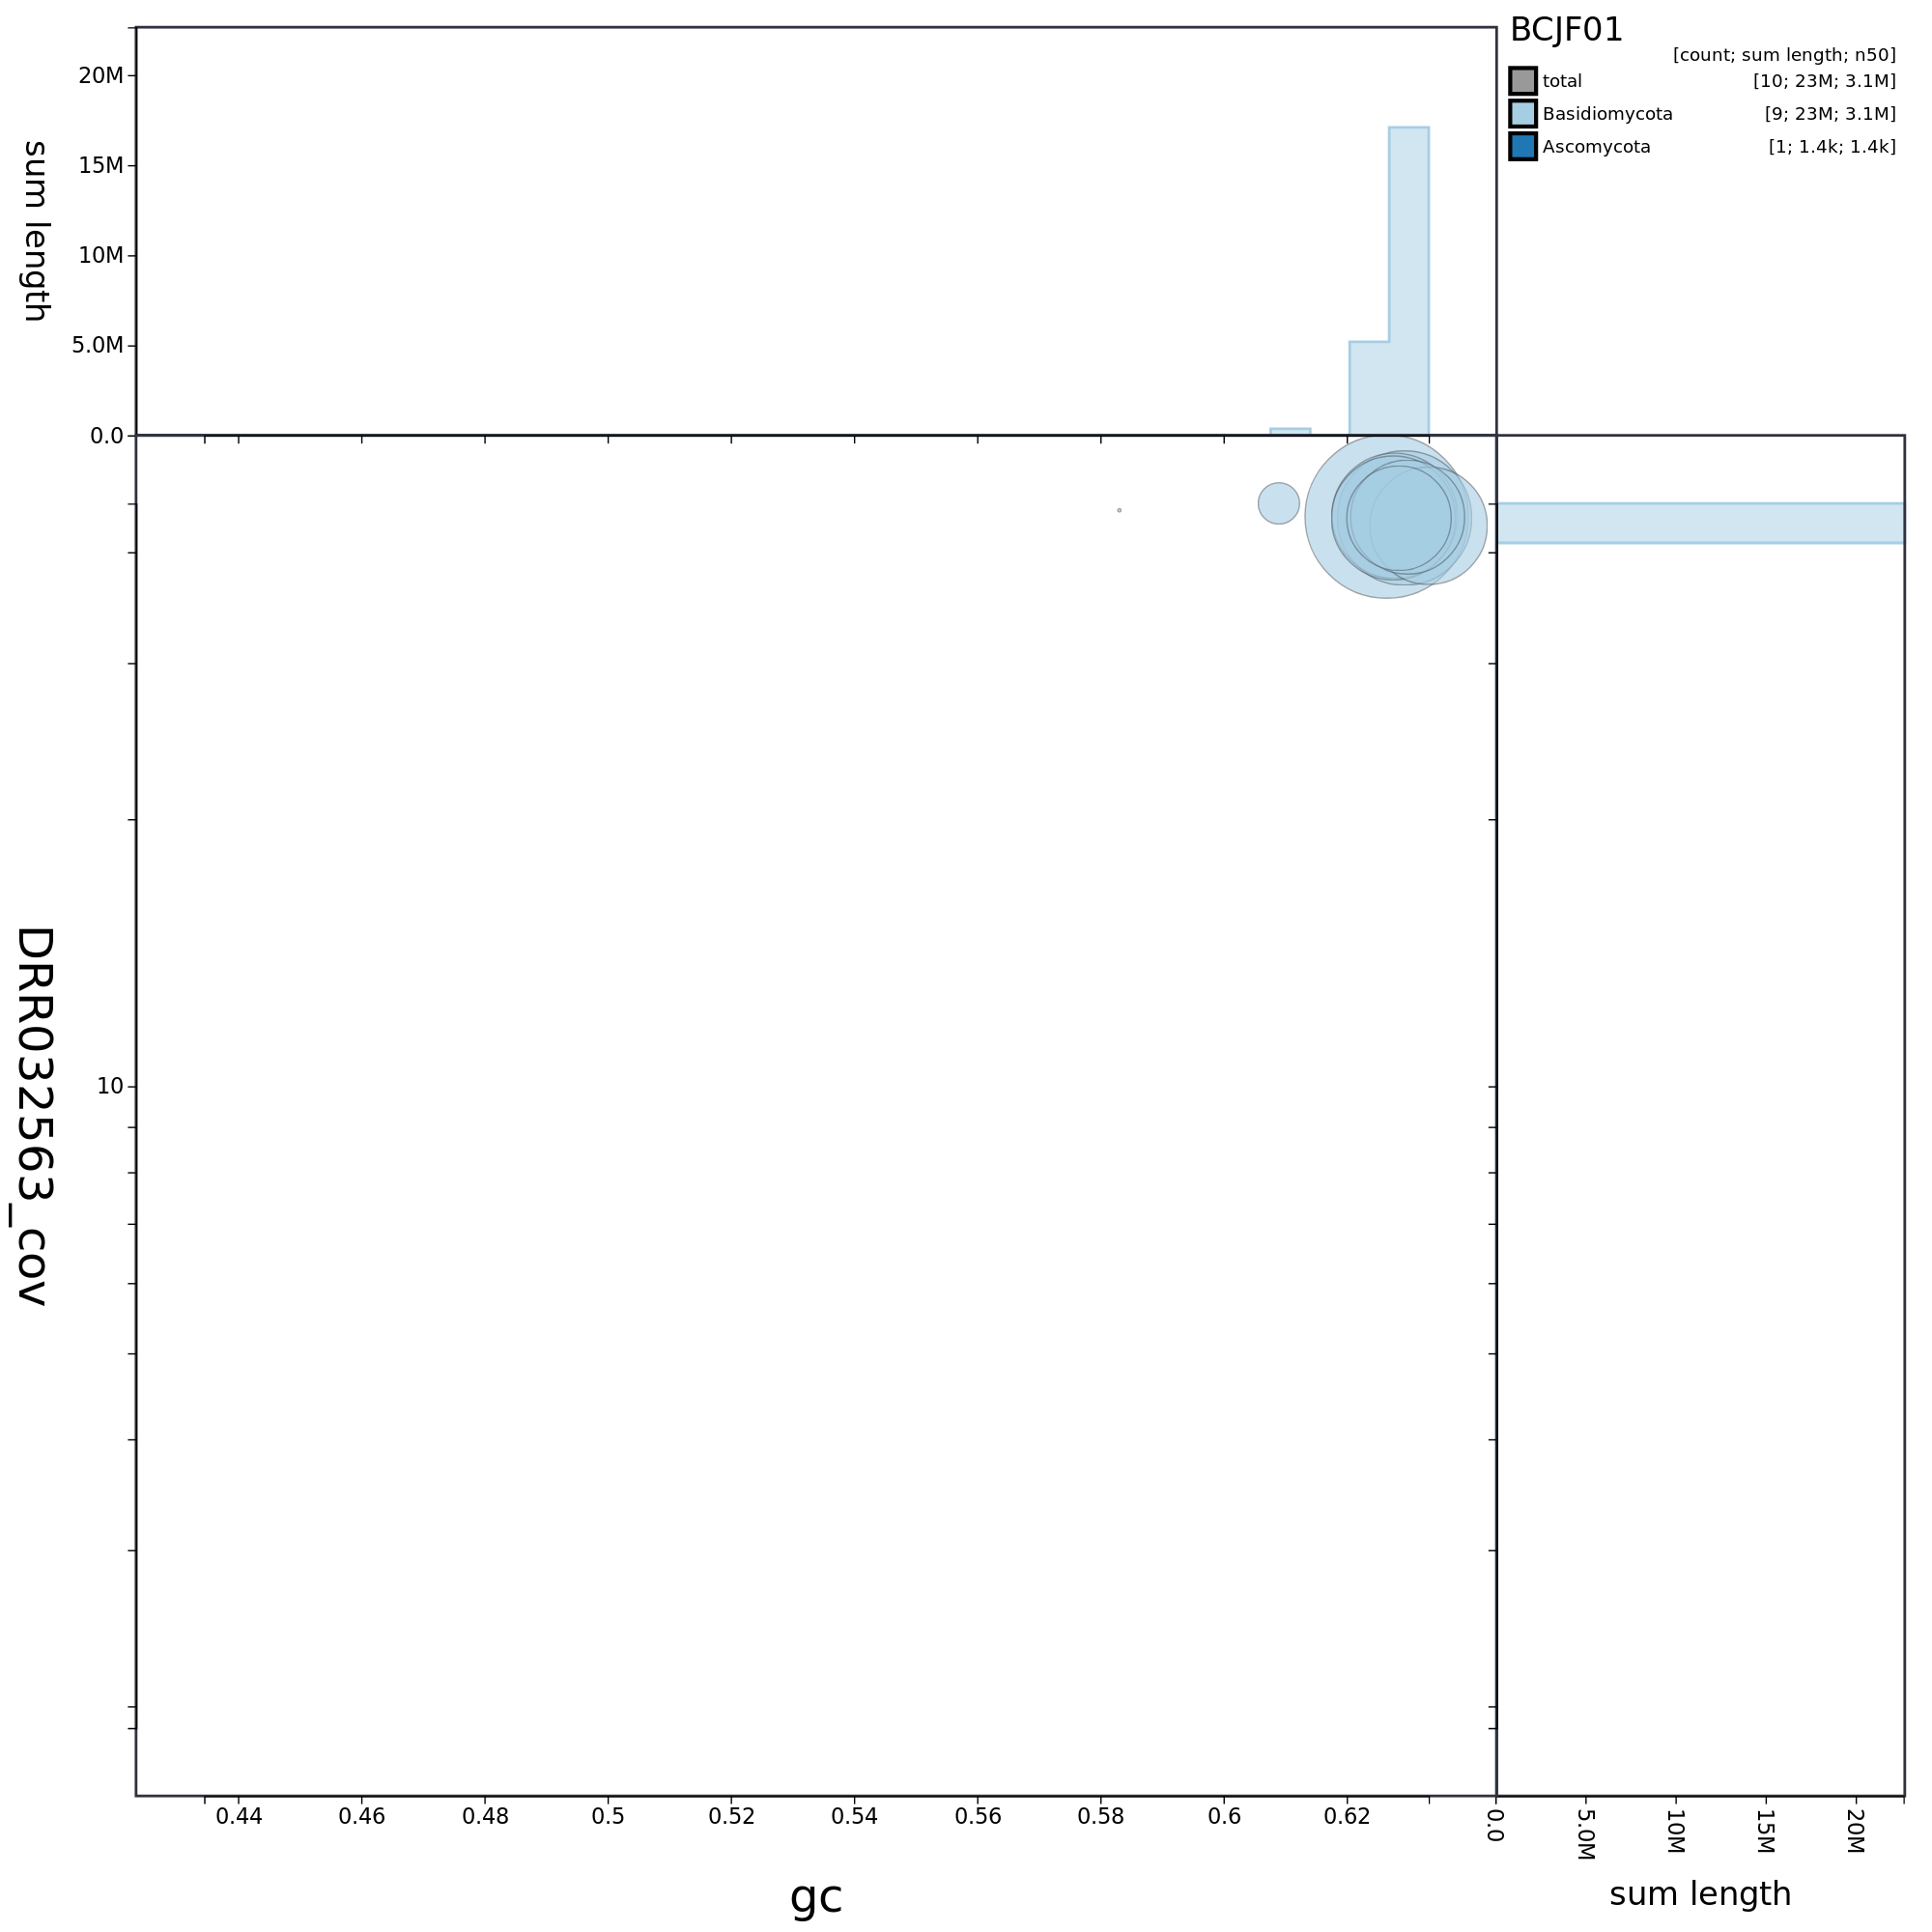 BCJF01
[count; sum length; n50]
total [10; 23M; 3.1M]
Basidiomycota [9; 23M; 3.1M]
Ascomycota [1; 1.4k; 1.4k]
20M
15M
10M
5.0M
0.0
sum length
10
DRR032563_cov
0.44 0.46 0.48 0.5 0.52 0.54 0.56 0.58 0.6 0.62
gc
0.0 5.0M 10M 15M 20M
sum length